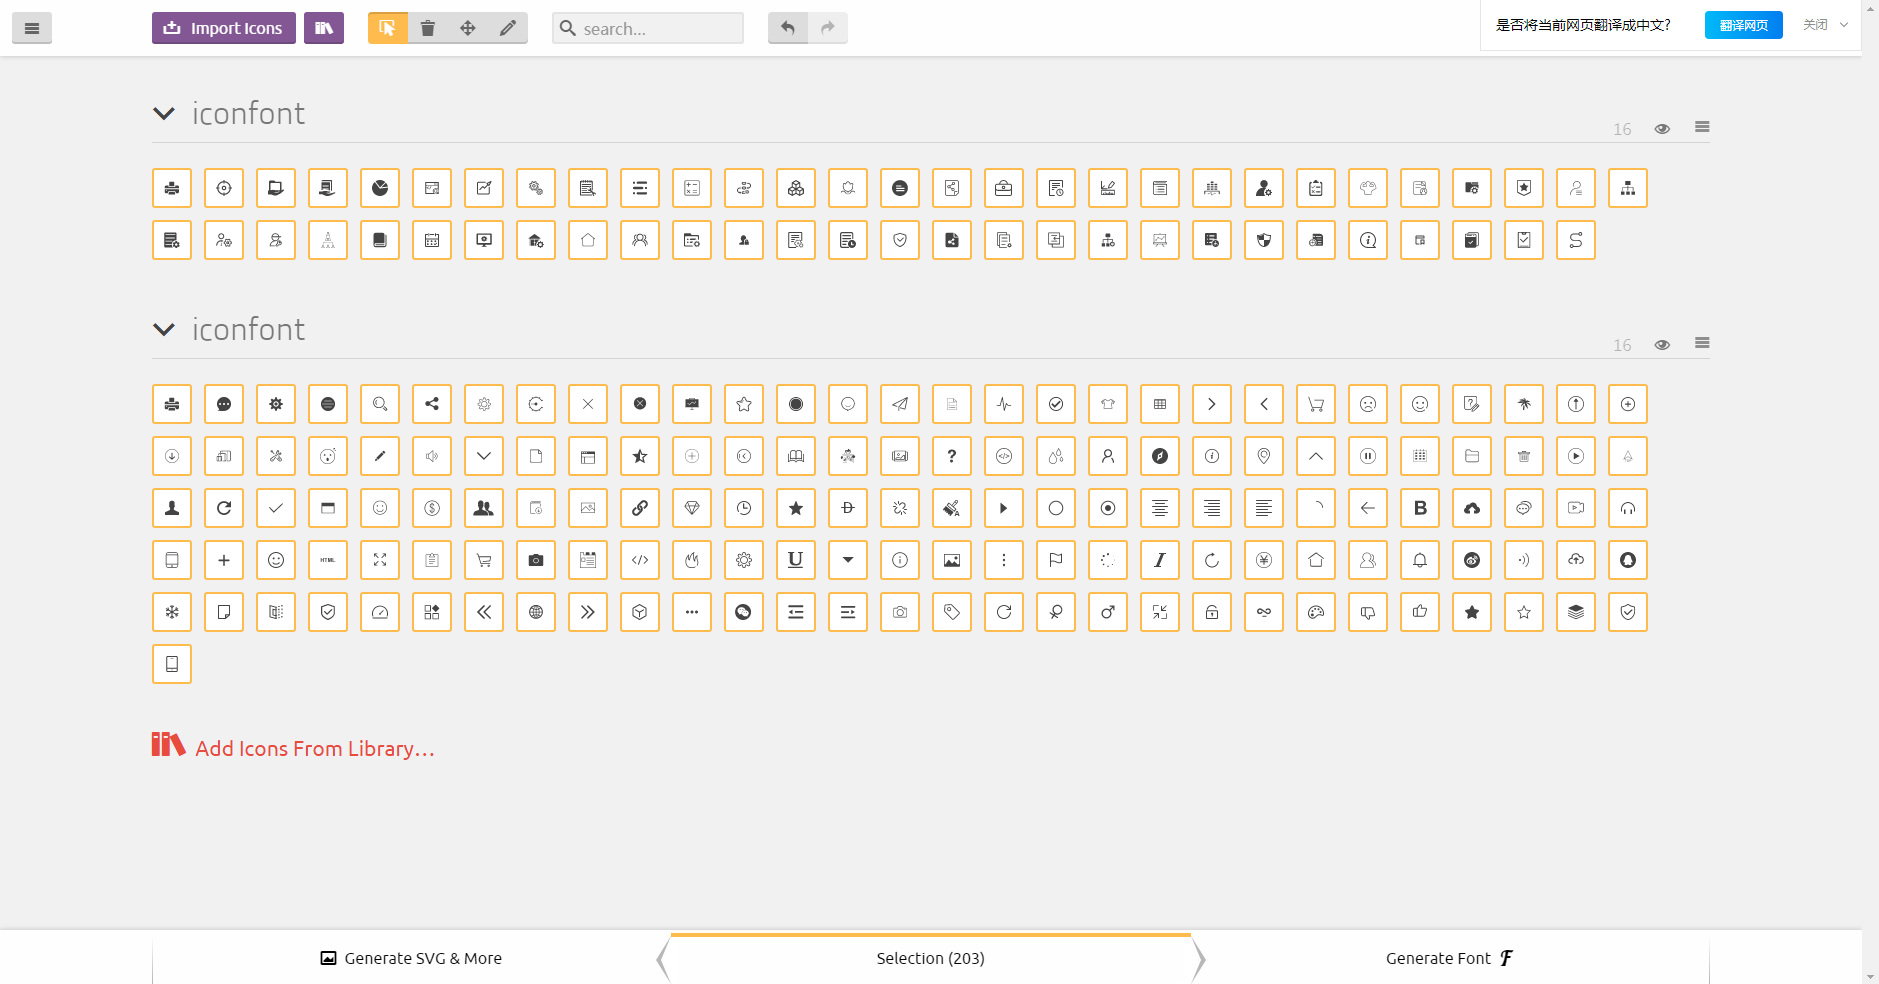 Import Icons
search...
是否将当前网页翻译成中文?
翻译网页
关闭
iconfont
16
iconfont
16
HTML
Add Icons From Library...
Generate SVG & More
Selection (203)
Generate Font